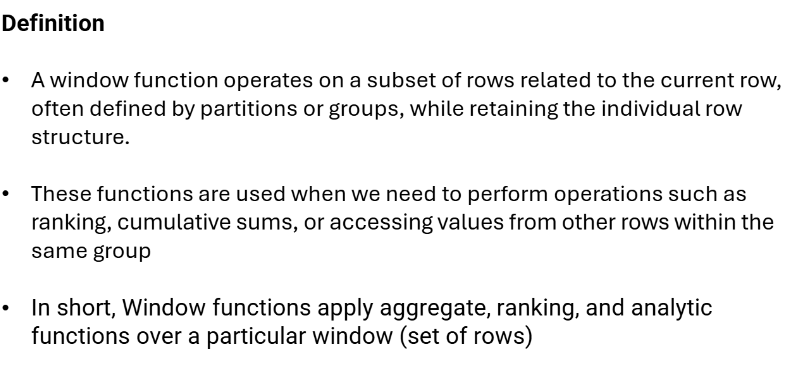 Definition
• A window function operates on a subset of rows related to the current row,
often defined by partitions or groups, while retaining the individual row
structure.
• These functions are used when we need to perform operations such as
ranking, cumulative sums, or accessing values from other rows within the
same group
• In short, Window functions apply aggregate, ranking, and analytic
functions over a particular window (set of rows)